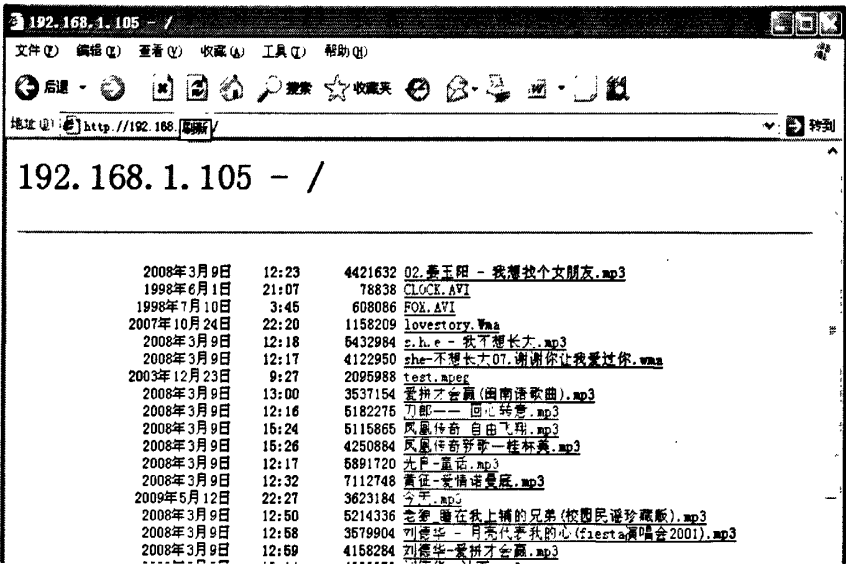 192.168.1.105 - /
文件(F) 编辑(E) 查看(V) 收藏(A) 工具(T) 帮助(H)
后退 搜索 收藏夹
地址(D) http://192.168. 刷新 / 转到
192.168.1.105 - /
2008年3月9日 12:23 4421632 02.姜玉阳 - 我想找个女朋友.mp3
1998年6月1日 21:07 78838 CLOCK.AVI
1998年7月10日 3:45 608086 FOX.AVI
2007年10月24日 22:20 1158209 lovestory.Wma
2008年3月9日 12:18 5432984 s.h.e - 我不想长大.mp3
2008年3月9日 12:17 4122950 she-不想长大07.谢谢你让我爱过你.wma
2003年12月23日 9:27 2095988 test.mpeg
2008年3月9日 13:00 3537154 爱拼才会赢(闽南语歌曲).mp3
2008年3月9日 12:16 5182275 刀郎—— 回心转意.mp3
2008年3月9日 15:24 5115865 凤凰传奇 自由飞翔.mp3
2008年3月9日 15:26 4250884 凤凰传奇新歌—桂林美.mp3
2008年3月9日 12:17 5891720 光良-童话.mp3
2008年3月9日 12:32 7112748 黄征-爱情诺曼底.mp3
2009年5月12日 22:27 3623184 今天.mp3
2008年3月9日 12:50 5214336 老狼_睡在我上铺的兄弟(校园民谣珍藏版).mp3
2008年3月9日 12:58 3579904 刘德华 - 月亮代表我的心(fiesta演唱会2001).mp3
2008年3月9日 12:59 4158284 刘德华-爱拼才会赢.mp3